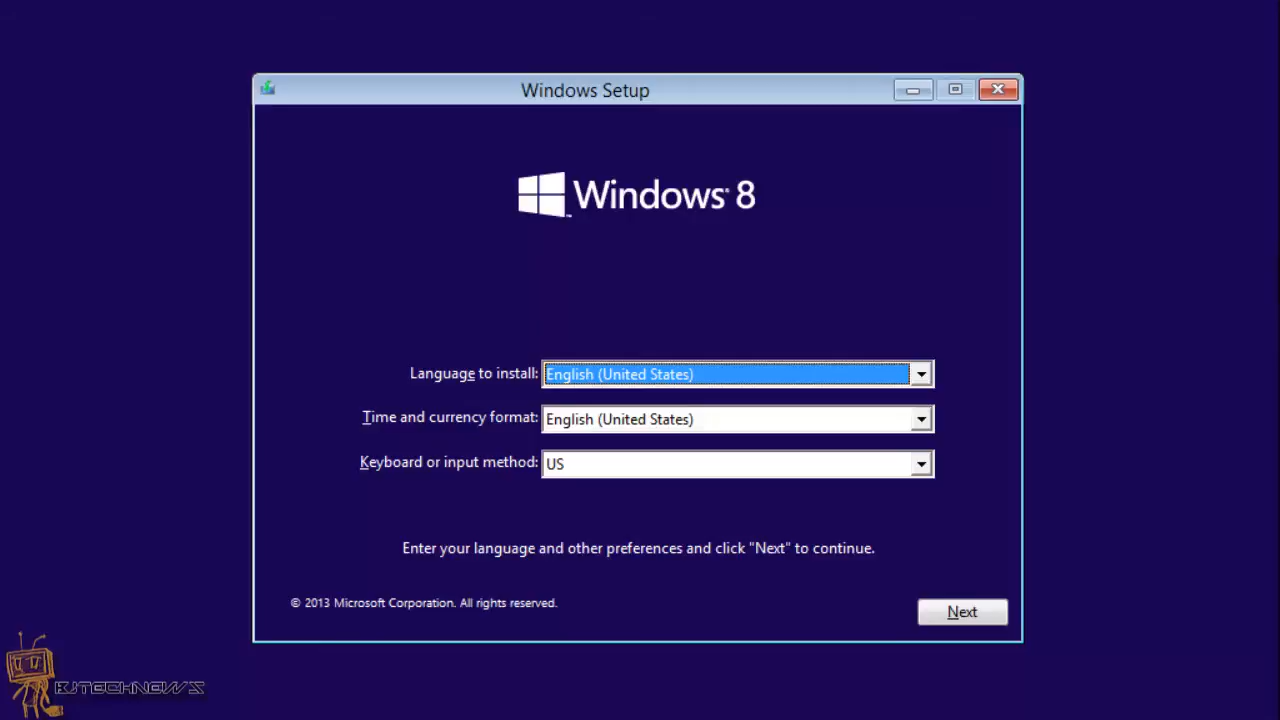 Windows Setup
Windows 8
Language to install: English (United States)
Time and currency format: English (United States)
Keyboard or input method: US
Enter your language and other preferences and click "Next" to continue.
© 2013 Microsoft Corporation. All rights reserved.
Next
BJTECHNEWS